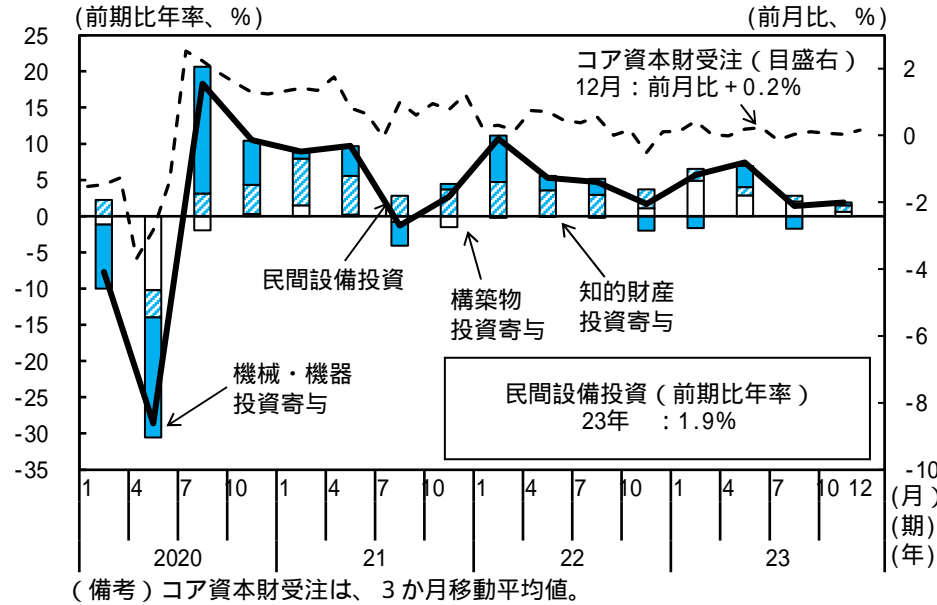 (前期比年率、%)
(前月比、%)
25
20
15
10
5
0
-5
-10
-15
-20
-25
-30
-35
2
0
-2
-4
-6
-8
-10
コア資本財受注(目盛右)
12月:前月比+0.2%
民間設備投資
構築物
投資寄与
知的財産
投資寄与
機械・機器
投資寄与
民間設備投資(前期比年率)
23年 :1.9%
1 4 7 10 1 4 7 10 1 4 7 10 1 4 7 10 12
(月)
(期)
2020 21 22 23 (年)
(備考)コア資本財受注は、3か月移動平均値。